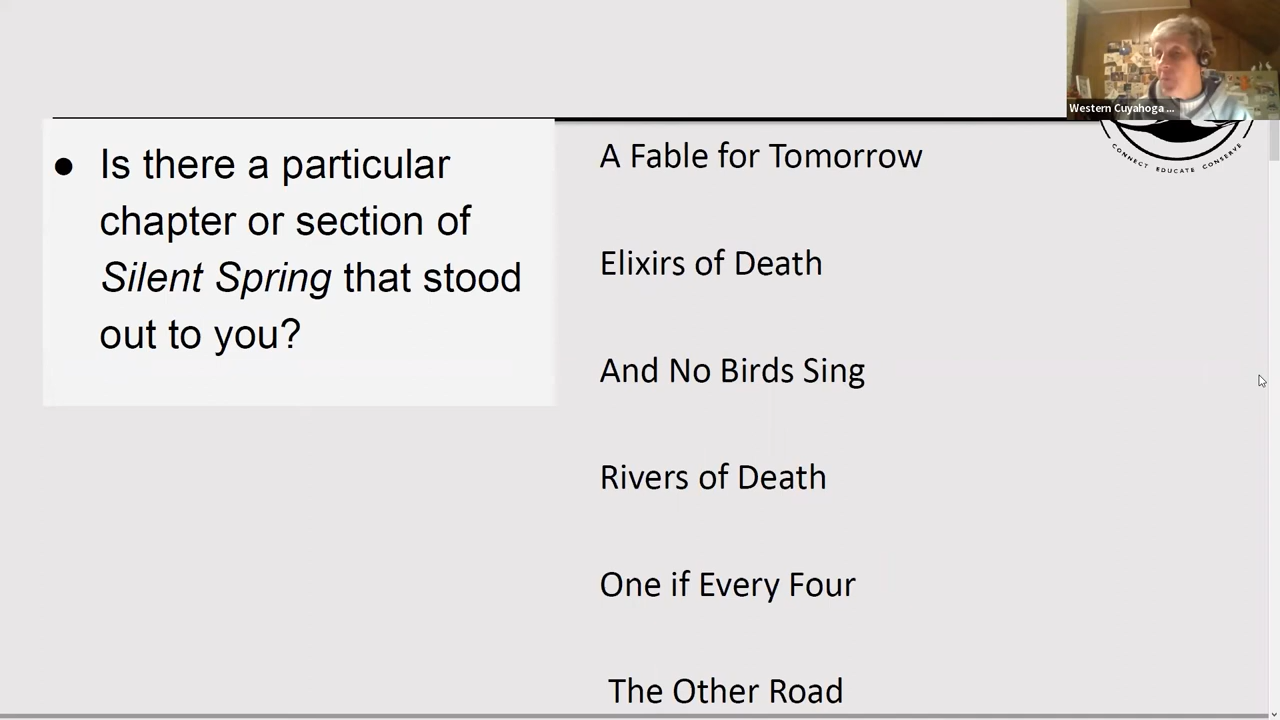 Western Cuyahoga ...
CONNECT EDUCATE CONSERVE
● Is there a particular
chapter or section of
Silent Spring that stood
out to you?
A Fable for Tomorrow
Elixirs of Death
And No Birds Sing
Rivers of Death
One if Every Four
The Other Road